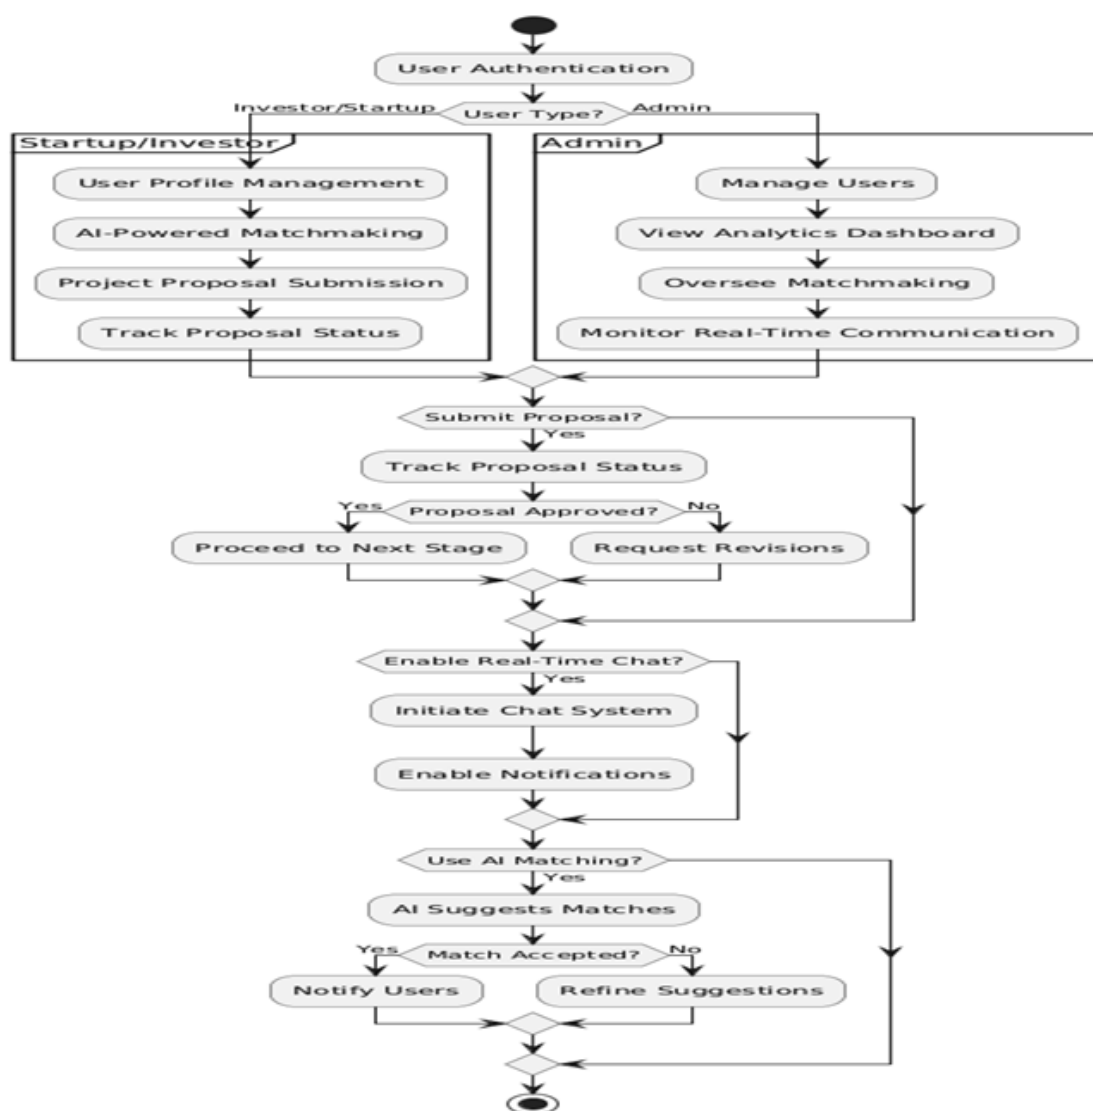 User Authentication
Investor/Startup
User Type?
Admin
Startup/Investor
Admin
User Profile Management
Manage Users
AI-Powered Matchmaking
View Analytics Dashboard
Project Proposal Submission
Oversee Matchmaking
Track Proposal Status
Monitor Real-Time Communication
Submit Proposal?
Yes
Track Proposal Status
Yes
Proposal Approved?
No
Proceed to Next Stage
Request Revisions
Enable Real-Time Chat?
Yes
Initiate Chat System
Enable Notifications
Use AI Matching?
Yes
AI Suggests Matches
Yes
Match Accepted?
No
Notify Users
Refine Suggestions